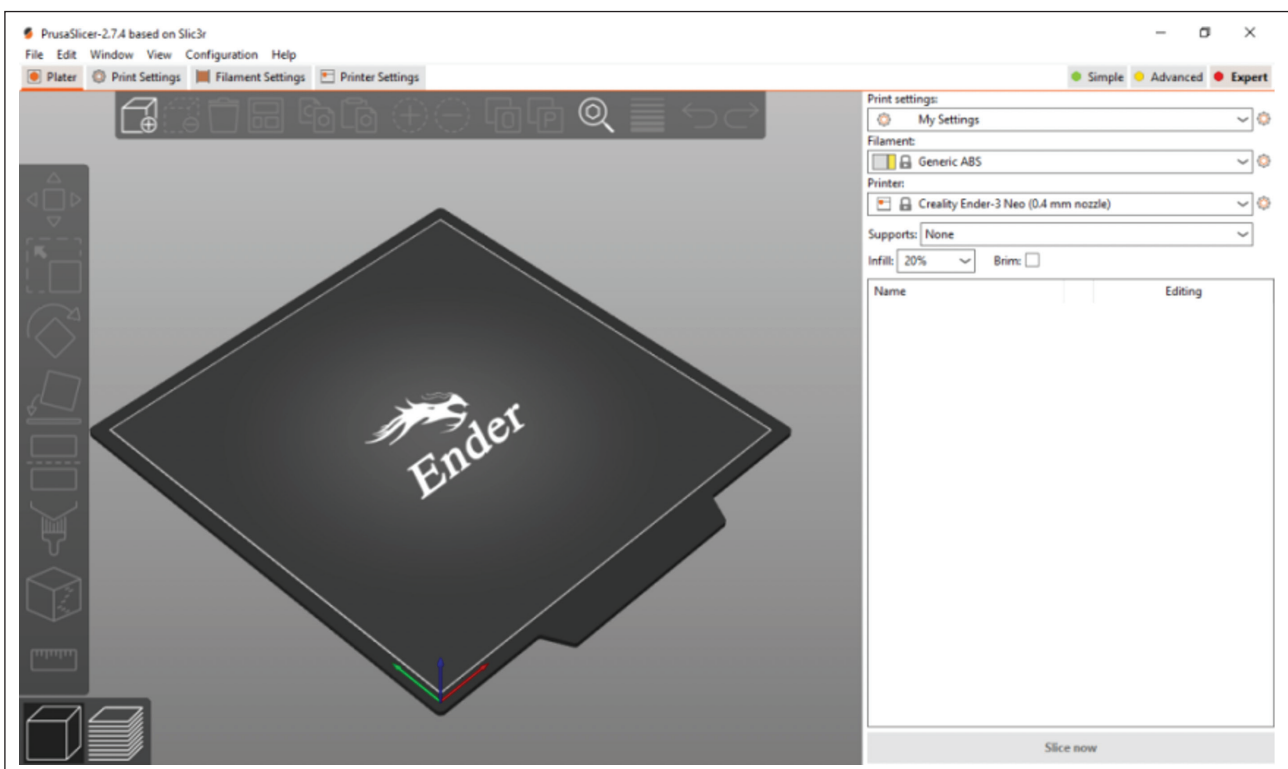 PrusaSlicer-2.7.4 based on Slic3r
File Edit Window View Configuration Help
Plater Print Settings Filament Settings Printer Settings Simple Advanced Expert
Print settings:
My Settings
Filament:
Generic ABS
Printer:
Creality Ender-3 Neo (0.4 mm nozzle)
Supports: None
Infill: 20% Brim:
Name Editing
Ender
Slice now